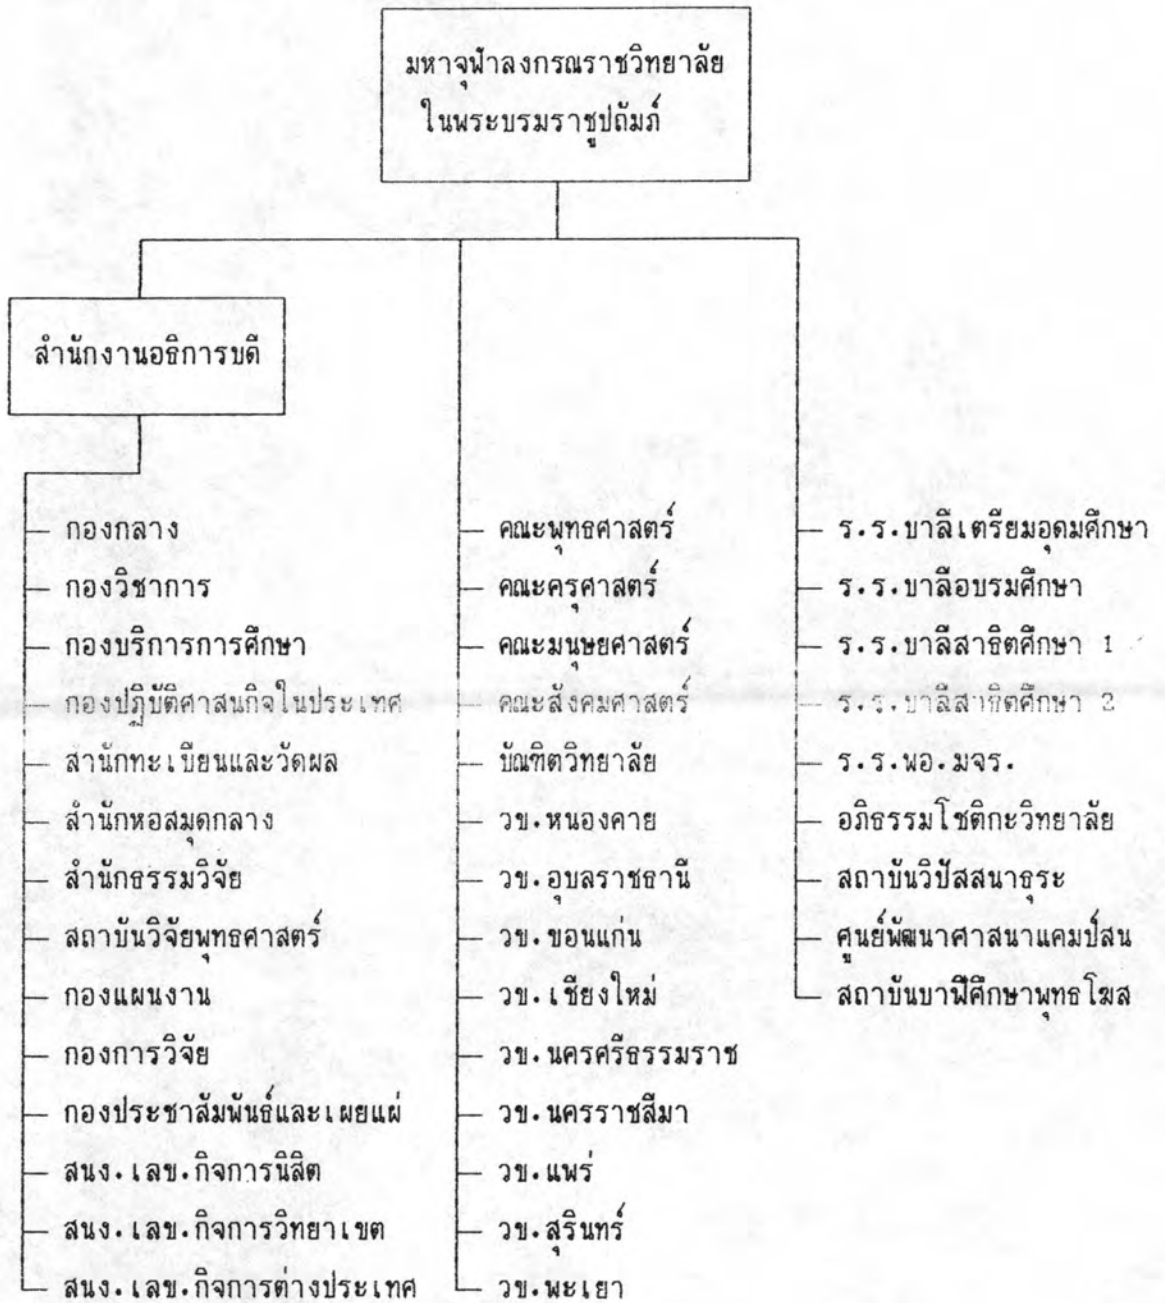 มหาจุฬาลงกรณราชวิทยาลัย
ในพระบรมราชูปถัมภ์
สำนักงานอธิการบดี
กองกลาง
กองวิชาการ
กองบริการการศึกษา
กองปฏิบัติศาสนกิจในประเทศ
สำนักทะเบียนและวัดผล
สำนักหอสมุดกลาง
สำนักธรรมวิจัย
สถาบันวิจัยพุทธศาสตร์
กองแผนงาน
กองการวิจัย
กองประชาสัมพันธ์และเผยแผ่
สนง.เลข.กิจการนิสิต
สนง.เลข.กิจการวิทยาเขต
สนง.เลข.กิจการต่างประเทศ
คณะพุทธศาสตร์
คณะครุศาสตร์
คณะมนุษยศาสตร์
คณะสังคมศาสตร์
บัณฑิตวิทยาลัย
วข.หนองคาย
วข.อุบลราชธานี
วข.ขอนแก่น
วข.เชียงใหม่
วข.นครศรีธรรมราช
วข.นครราชสีมา
วข.แพร่
วข.สุรินทร์
วข.พะเยา
ร.ร.บาลีเตรียมอุดมศึกษา
ร.ร.บาลีอบรมศึกษา
ร.ร.บาลีสาธิตศึกษา 1
ร.ร.บาลีสาธิตศึกษา 2
ร.ร.พอ.มจร.
อภิธรรมโชติกะวิทยาลัย
สถาบันวิปัสสนาธุระ
ศูนย์พัฒนาศาสนาแคมป์สน
สถาบันบาฬีศึกษาพุทธโฆส